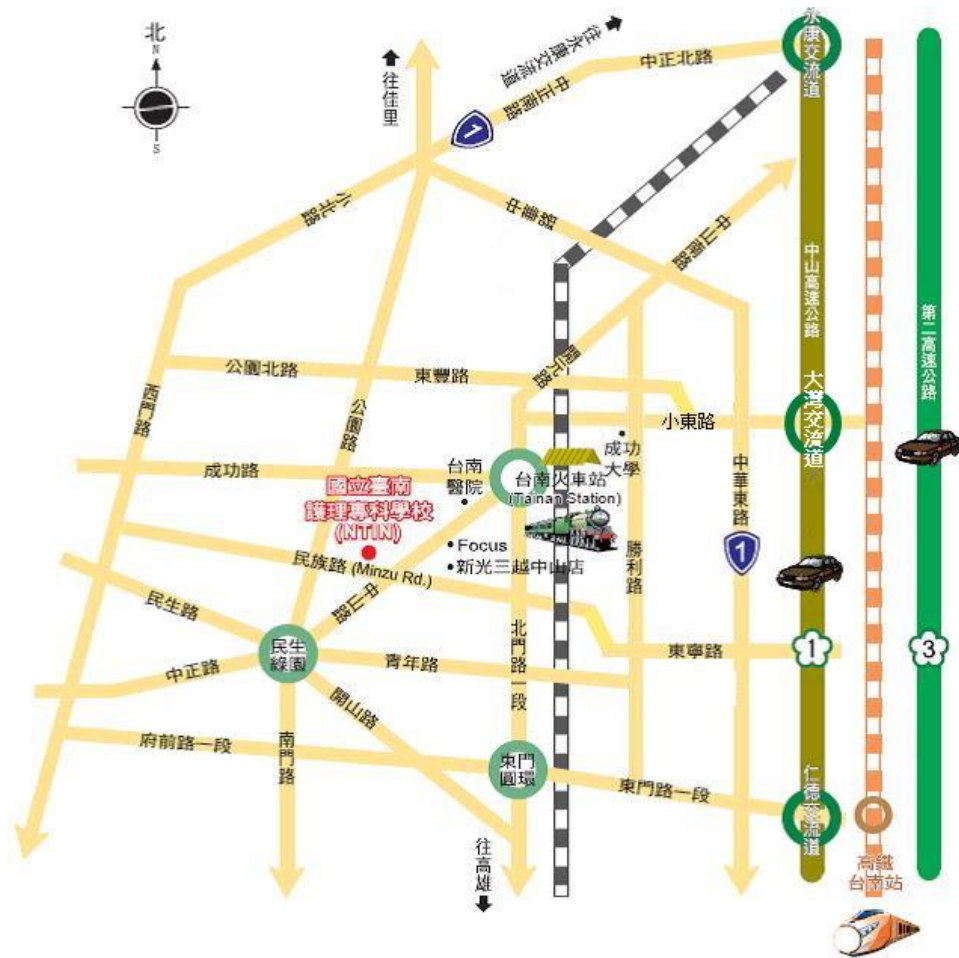 北
N
S
往佳里
往永康交流道
中正南路
中正北路
永康交流道
1
小北路
中華路
中山南路
中山高速公路
第二高速公路
開元路
公園北路
東豐路
公園路
西門路
小東路
大灣交流道
成功路
台南
醫院
台南火車站
(Tainan Station)
成功
大學
中華東路
國立臺南
護理專科學校
(NTIN)
Focus
新光三越中山店
民族路 (Minzu Rd.)
中山路
勝利路
1
民生路
民生
綠園
北門路一段
東寧路
1
3
中正路
青年路
開山路
府前路一段
南門路
東門
圓環
東門路一段
仁德交流道
往高雄
高鐵
台南站